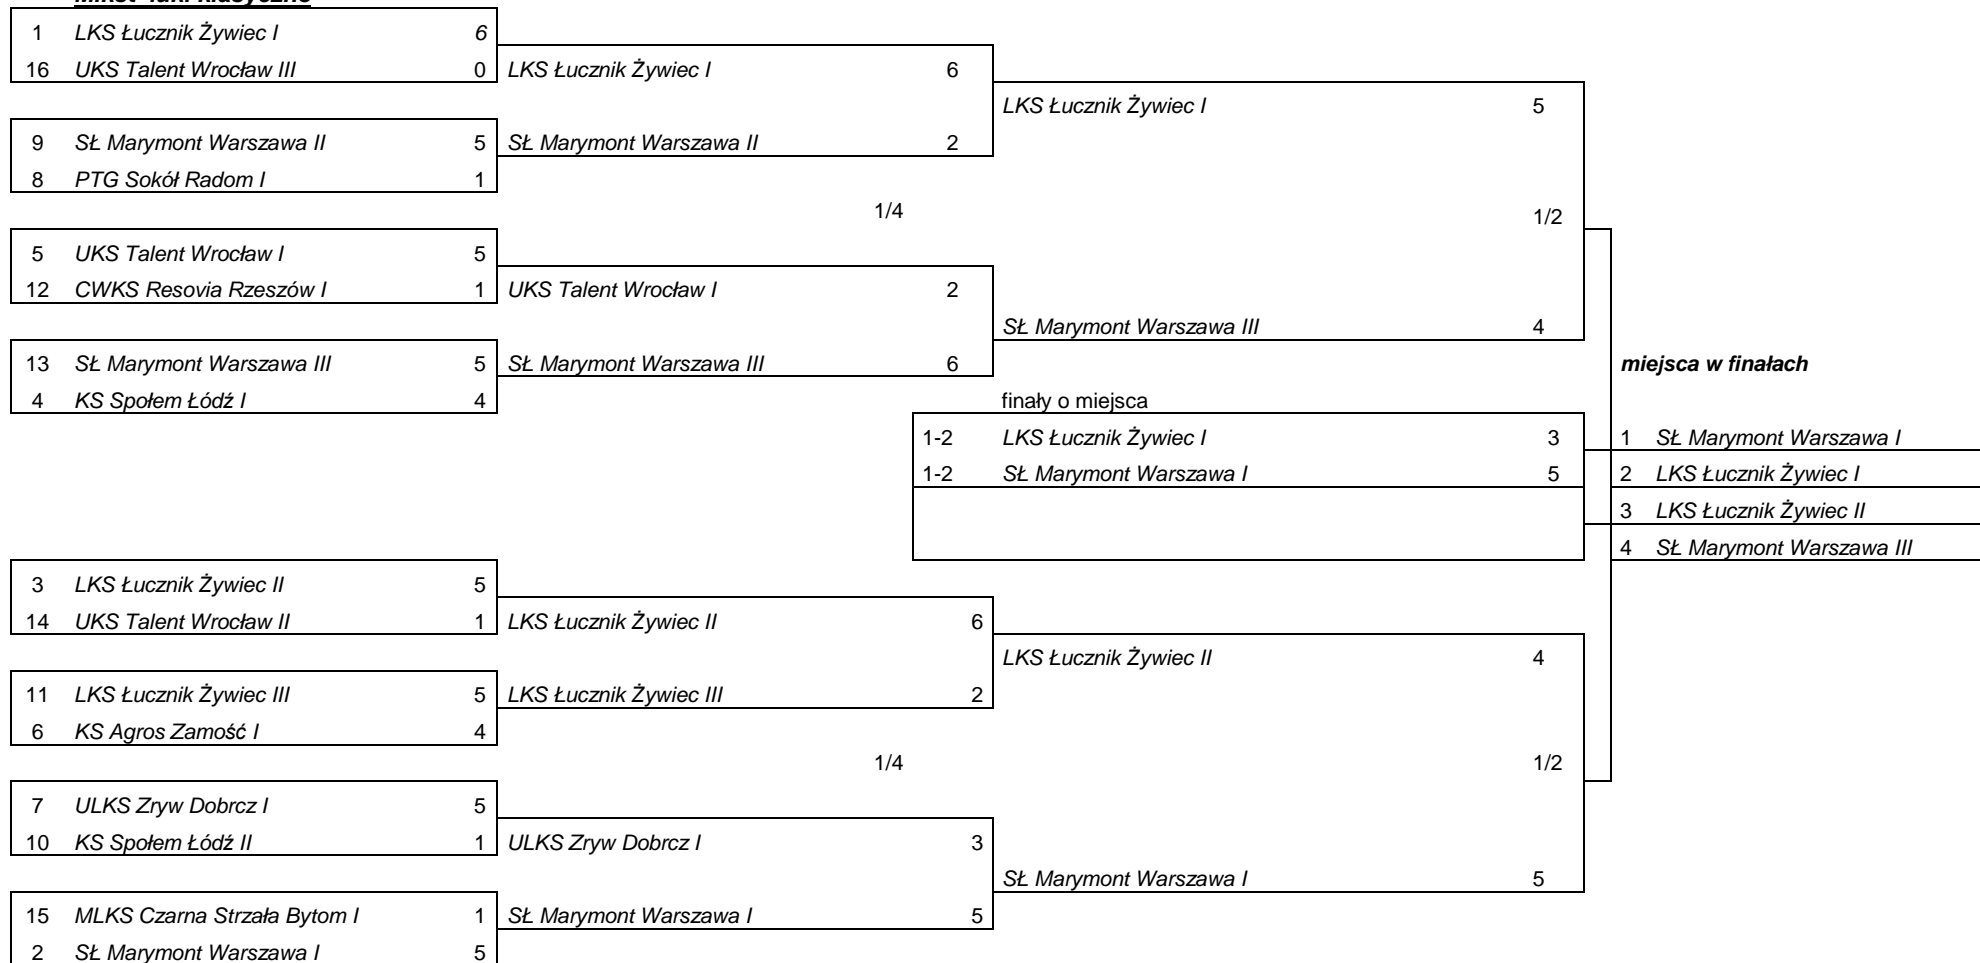 Mikst łuki klasyczne
1 LKS Łucznik Żywiec I 6
16 UKS Talent Wrocław III 0 LKS Łucznik Żywiec I 6
LKS Łucznik Żywiec I 5
9 SŁ Marymont Warszawa II 5 SŁ Marymont Warszawa II 2
8 PTG Sokół Radom I 1
1/4 1/2
5 UKS Talent Wrocław I 5
12 CWKS Resovia Rzeszów I 1 UKS Talent Wrocław I 2
SŁ Marymont Warszawa III 4
13 SŁ Marymont Warszawa III 5 SŁ Marymont Warszawa III 6 miejsca w finałach
4 KS Społem Łódź I 4 finały o miejsca
1-2 LKS Łucznik Żywiec I 3 1 SŁ Marymont Warszawa I
1-2 SŁ Marymont Warszawa I 5 2 LKS Łucznik Żywiec I
3 LKS Łucznik Żywiec II
4 SŁ Marymont Warszawa III
3 LKS Łucznik Żywiec II 5
14 UKS Talent Wrocław II 1 LKS Łucznik Żywiec II 6
LKS Łucznik Żywiec II 4
11 LKS Łucznik Żywiec III 5 LKS Łucznik Żywiec III 2
6 KS Agros Zamość I 4
1/4 1/2
7 ULKS Zryw Dobrcz I 5
10 KS Społem Łódź II 1 ULKS Zryw Dobrcz I 3
SŁ Marymont Warszawa I 5
15 MLKS Czarna Strzała Bytom I 1 SŁ Marymont Warszawa I 5
2 SŁ Marymont Warszawa I 5